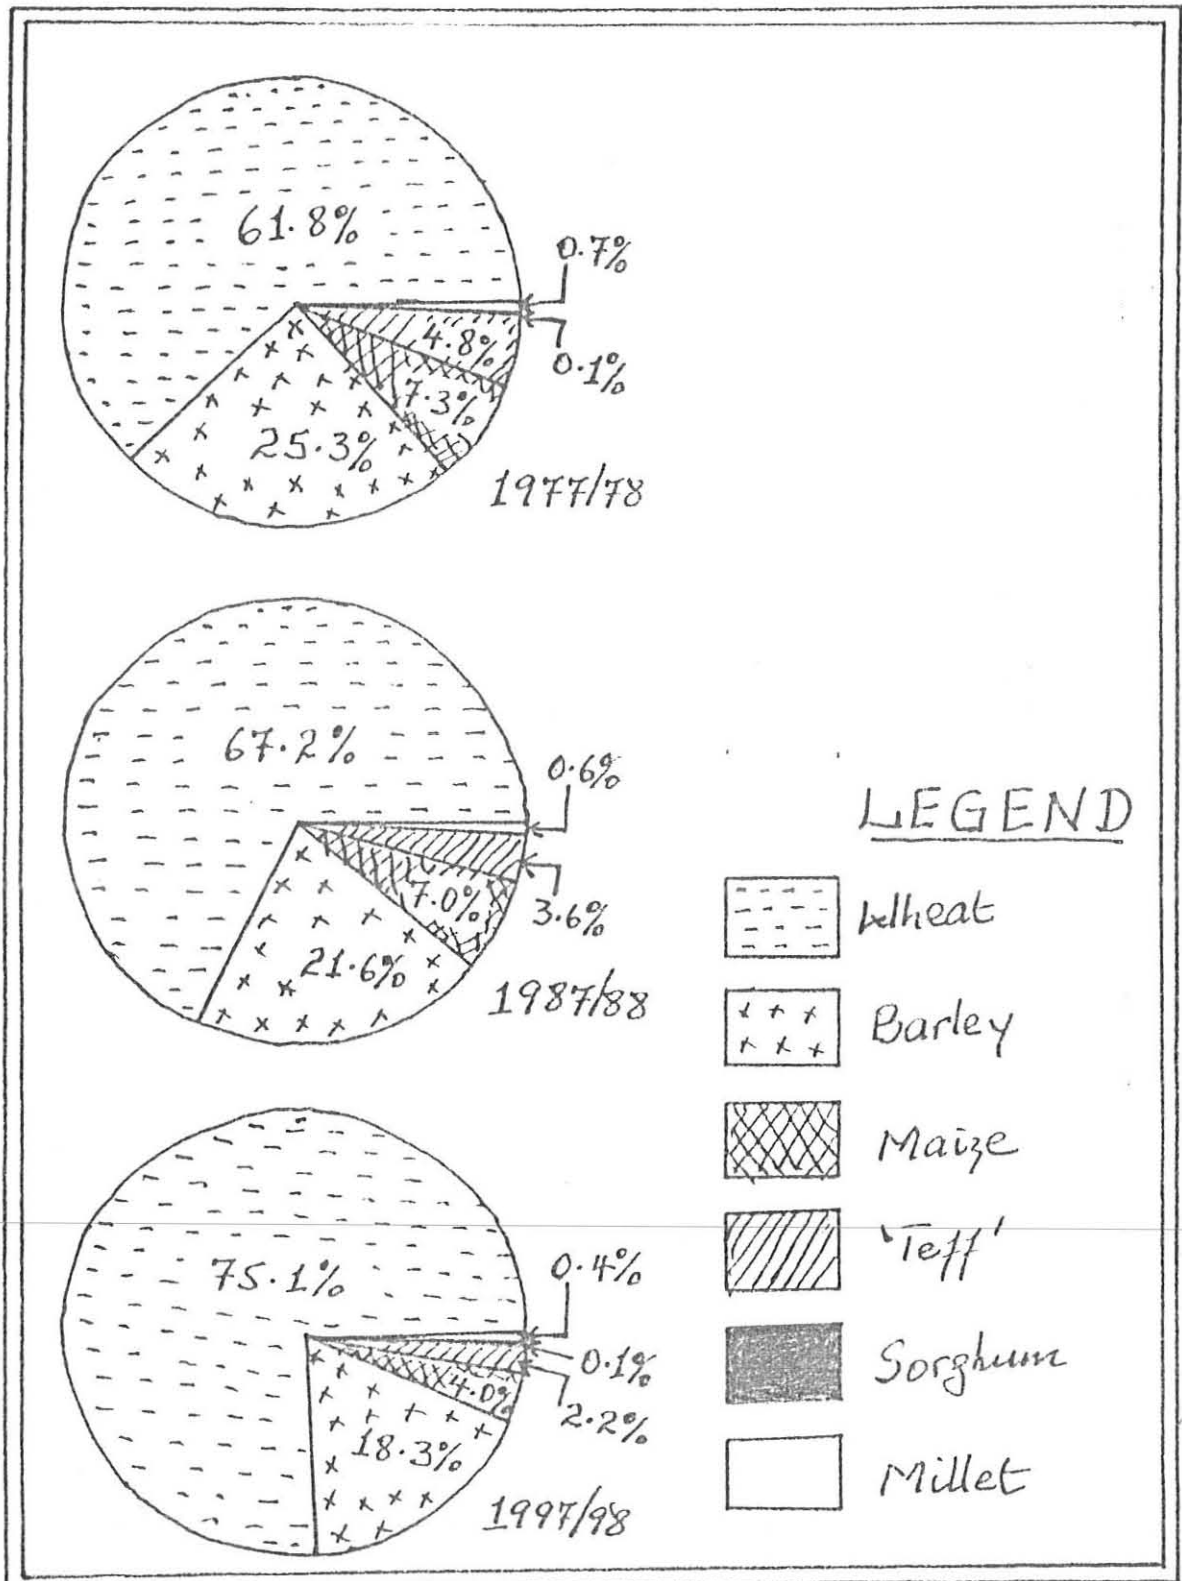 61.8%
0.7%
4.8%
0.1%
7.3%
25.3%
1977/78
67.2%
0.6%
7.0%
3.6%
21.6%
1987/88
75.1%
0.4%
0.1%
4.0%
2.2%
18.3%
1997/98
LEGEND
Wheat
Barley
Maize
'Teff'
Sorghum
Millet